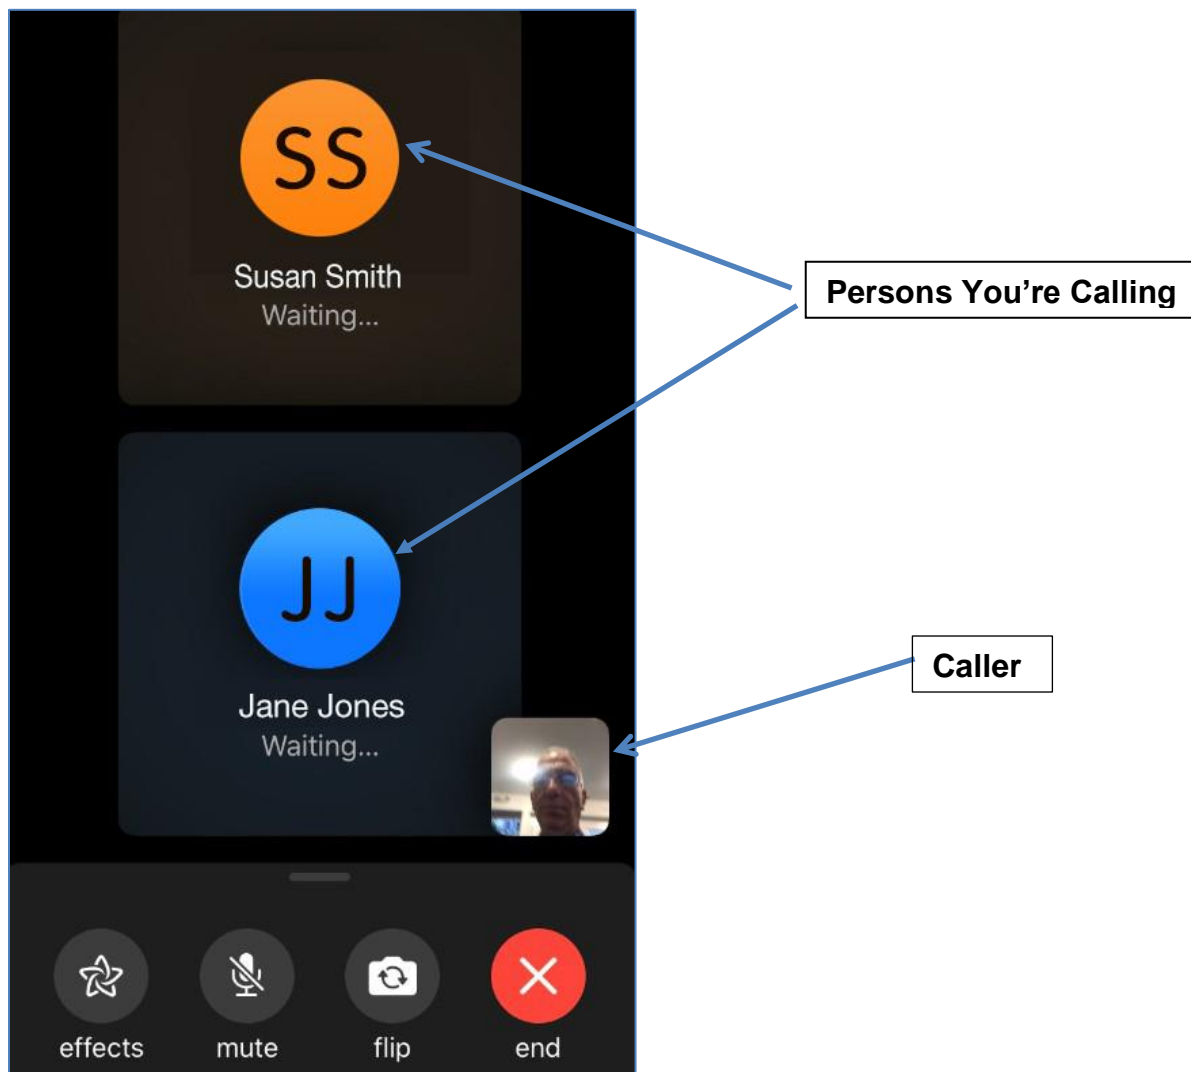 SS
Susan Smith
Waiting...
Persons You're Calling
JJ
Jane Jones
Waiting...
Caller
effects
mute
flip
end